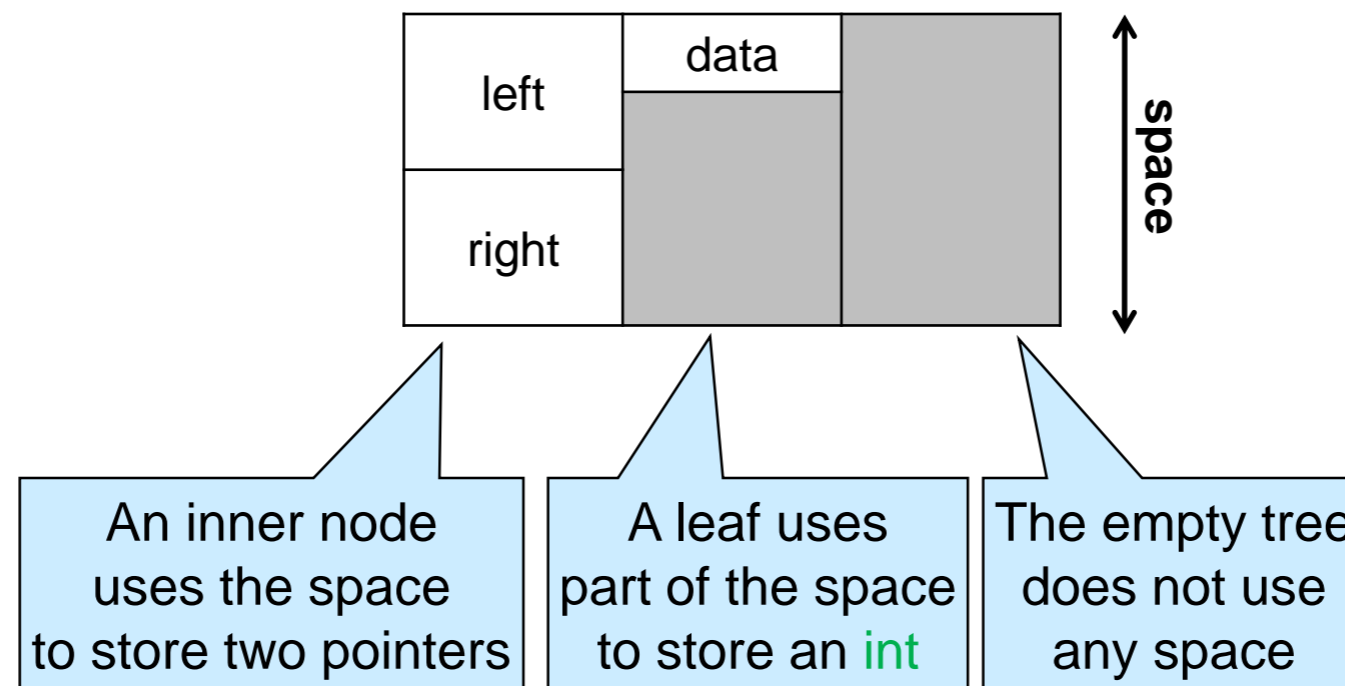 left
data
right
space
An inner node
uses the space
to store two pointers
A leaf uses
part of the space
to store an int
The empty tree
does not use
any space